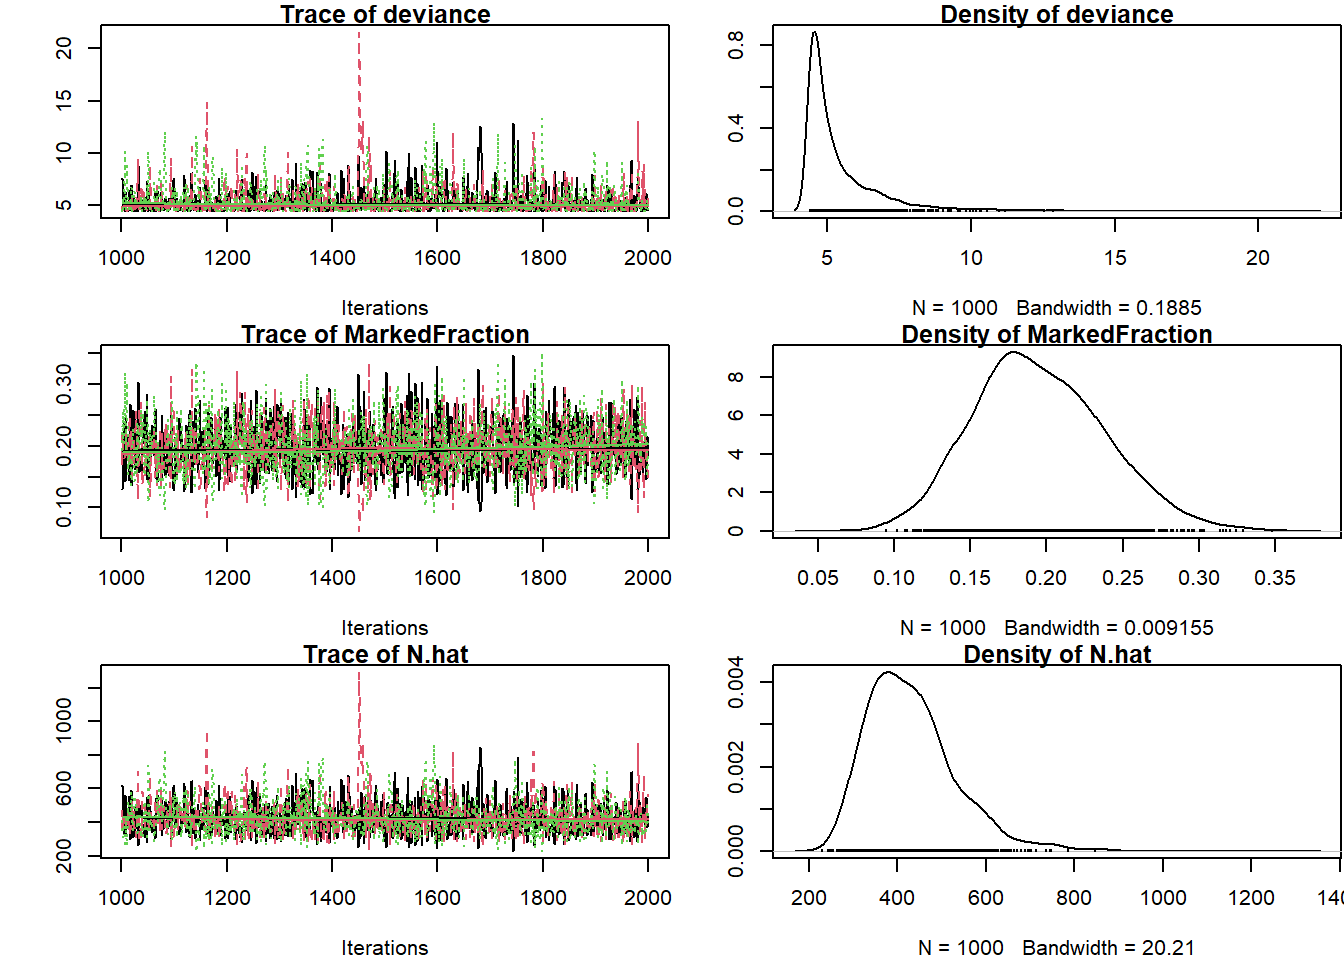 Trace of deviance
20
15
10
5
1000 1200 1400 1600 1800 2000
Iterations
Density of deviance
0.8
0.4
0.0
5 10 15 20
N = 1000 Bandwidth = 0.1885
Trace of MarkedFraction
0.30
0.20
0.10
1000 1200 1400 1600 1800 2000
Iterations
Density of MarkedFraction
8
6
4
2
0
0.05 0.10 0.15 0.20 0.25 0.30 0.35
N = 1000 Bandwidth = 0.009155
Trace of N.hat
1000
600
200
1000 1200 1400 1600 1800 2000
Iterations
Density of N.hat
0.004
0.002
0.000
200 400 600 800 1000 1200 140
N = 1000 Bandwidth = 20.21